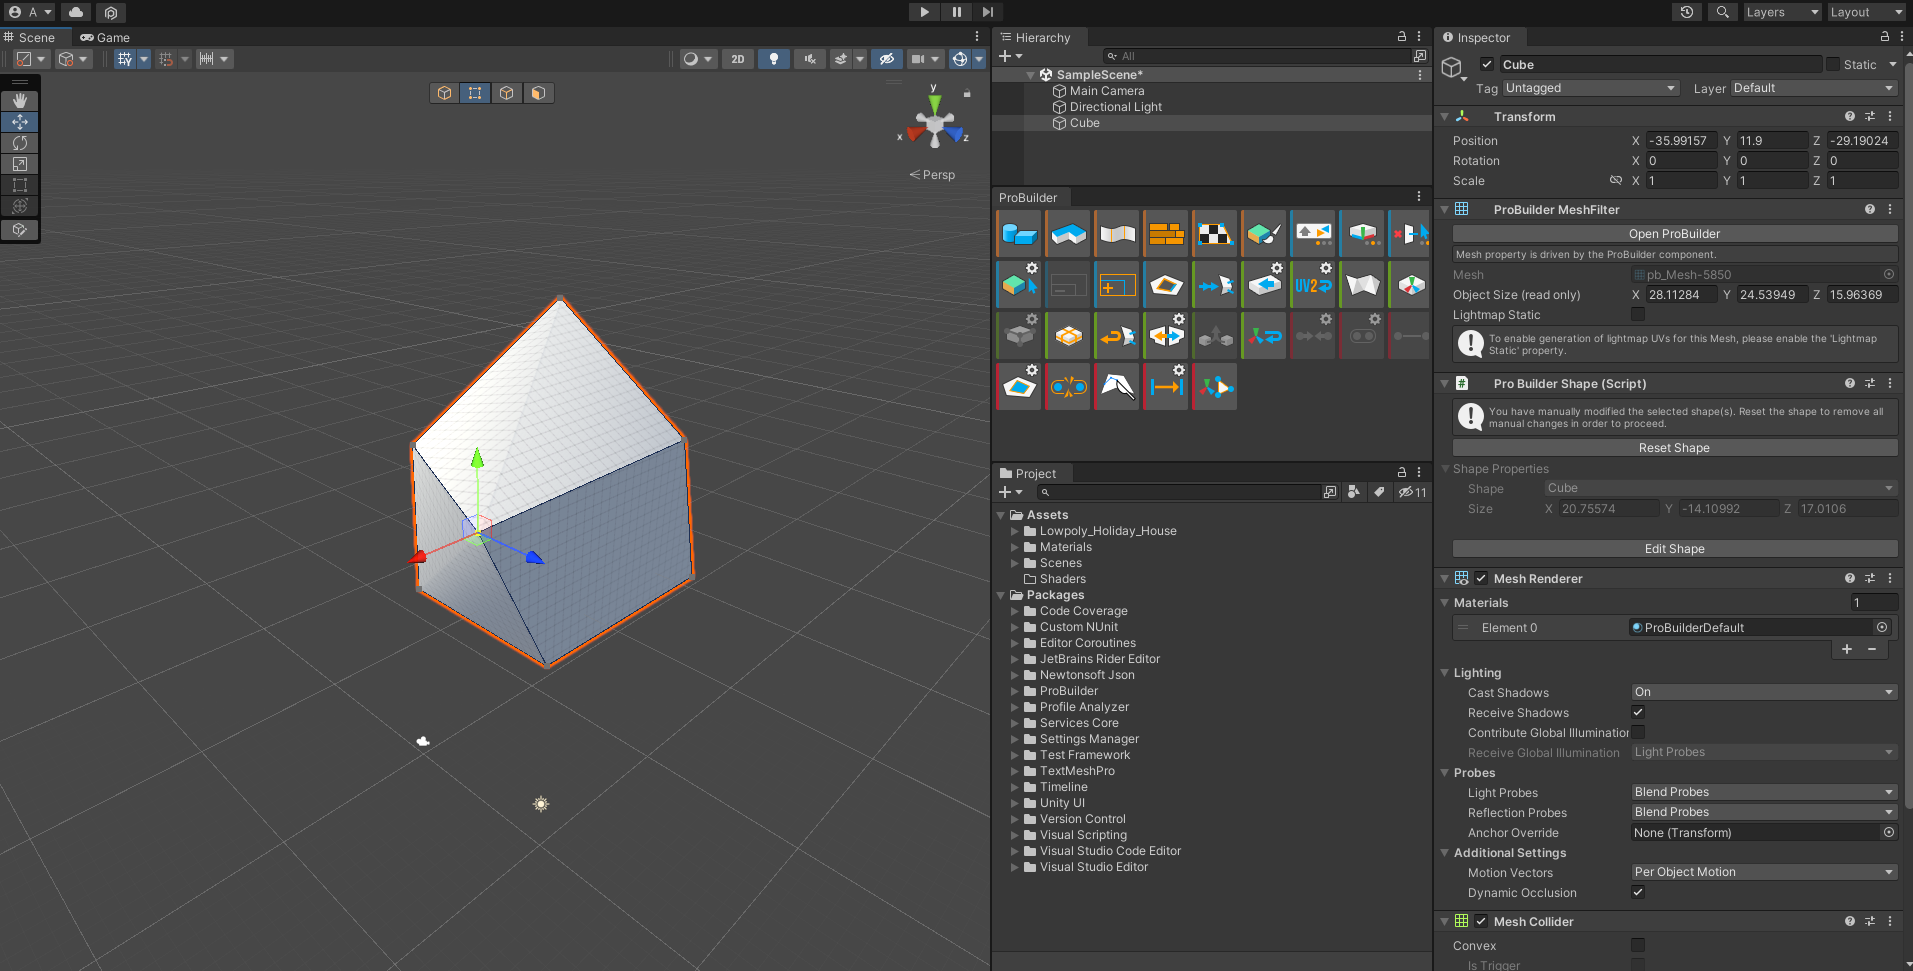 A
Layers
Layout
Scene
Game
2D
y
x
z
Persp
Hierarchy
All
SampleScene*
Main Camera
Directional Light
Cube
ProBuilder
UV2
Project
11
Assets
Lowpoly_Holiday_House
Materials
Scenes
Shaders
Packages
Code Coverage
Custom NUnit
Editor Coroutines
JetBrains Rider Editor
Newtonsoft Json
ProBuilder
Profile Analyzer
Services Core
Settings Manager
Test Framework
TextMeshPro
Timeline
Unity UI
Version Control
Visual Scripting
Visual Studio Code Editor
Visual Studio Editor
Inspector
Cube
Static
Tag Untagged Layer Default
Transform
Position X -35.99157 Y 11.9 Z -29.19024
Rotation X 0 Y 0 Z 0
Scale X 1 Y 1 Z 1
ProBuilder MeshFilter
Open ProBuilder
Mesh property is driven by the ProBuilder component.
Mesh pb_Mesh-5850
Object Size (read only) X 28.11284 Y 24.53949 Z 15.96369
Lightmap Static
To enable generation of lightmap UVs for this Mesh, please enable the 'Lightmap
Static' property.
Pro Builder Shape (Script)
You have manually modified the selected shape(s). Reset the shape to remove all
manual changes in order to proceed.
Reset Shape
Shape Properties
Shape Cube
Size X 20.75574 Y -14.10992 Z 17.0106
Edit Shape
Mesh Renderer
Materials 1
Element 0 ProBuilderDefault
Lighting
Cast Shadows On
Receive Shadows
Contribute Global Illumination
Receive Global Illumination Light Probes
Probes
Light Probes Blend Probes
Reflection Probes Blend Probes
Anchor Override None (Transform)
Additional Settings
Motion Vectors Per Object Motion
Dynamic Occlusion
Mesh Collider
Convex
Is Trigger